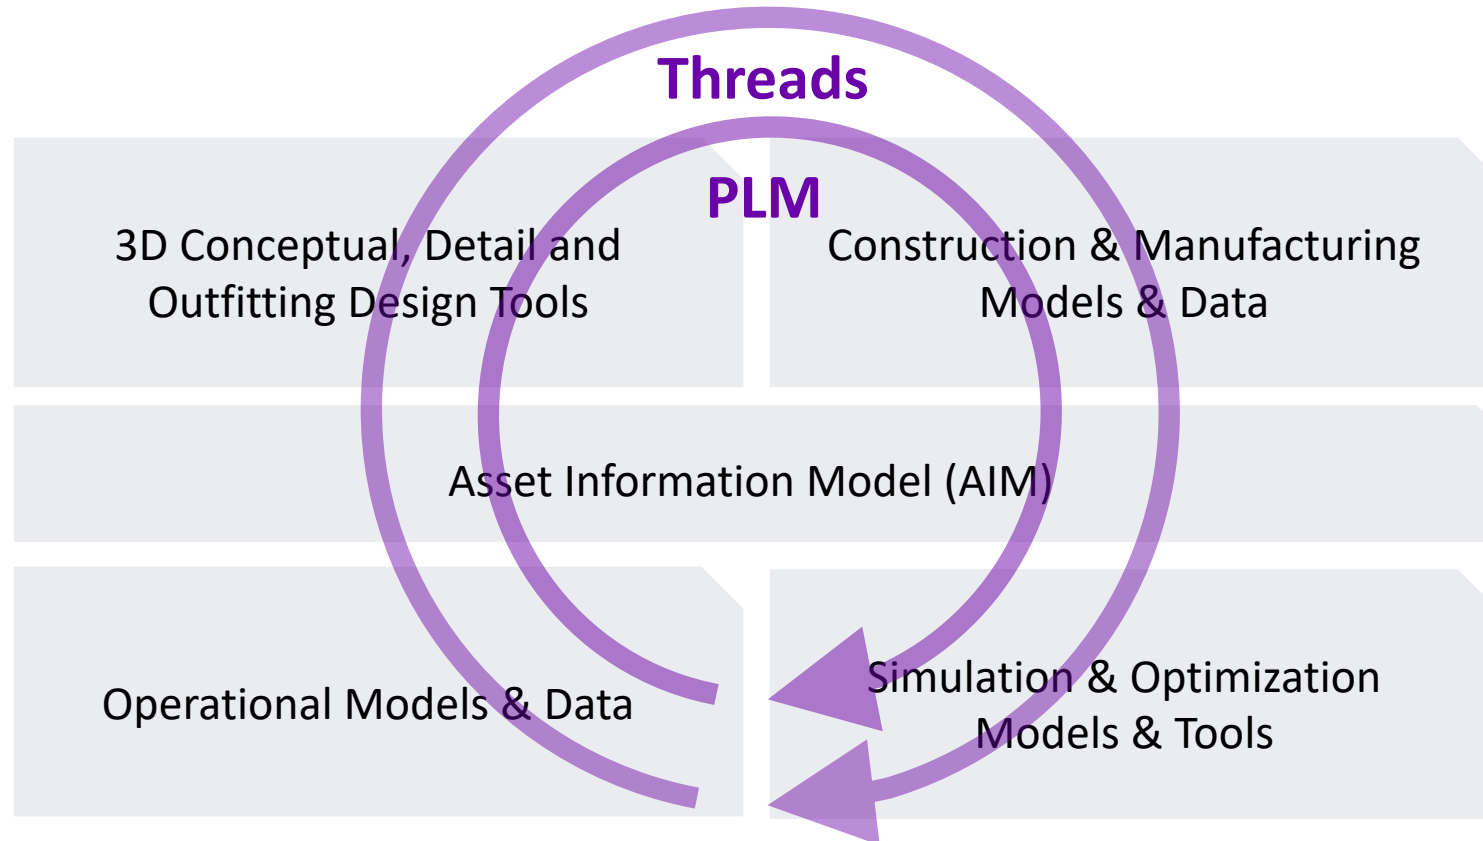 Threads
PLM
3D Conceptual, Detail and
Outfitting Design Tools
Construction & Manufacturing
Models & Data
Asset Information Model (AIM)
Operational Models & Data
Simulation & Optimization
Models & Tools